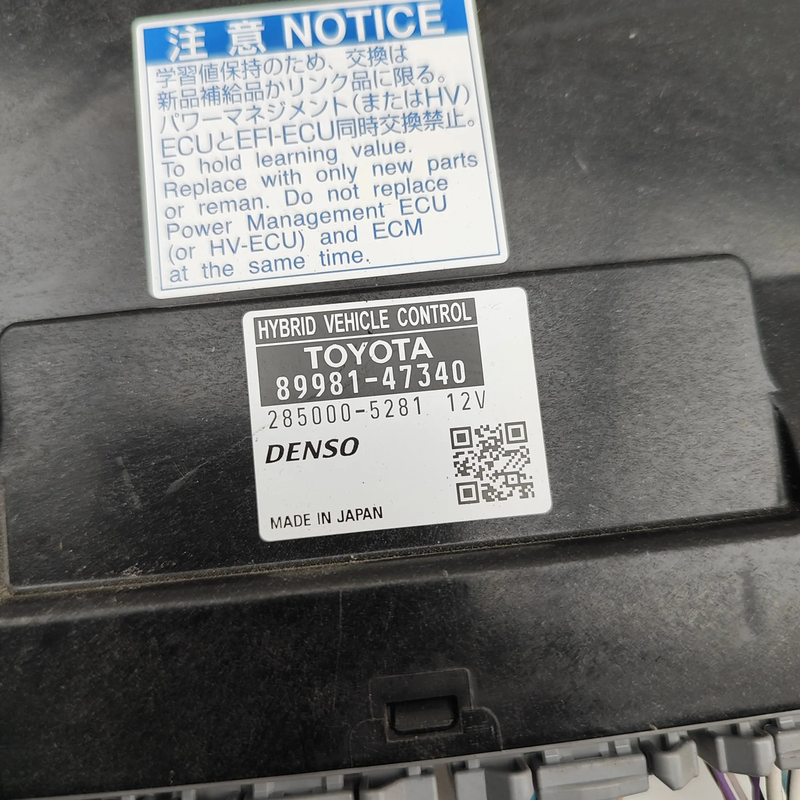 注 意 NOTICE
学習値保持のため、交換は
新品補給品かリンク品に限る。
パワーマネジメント(またはHV)
ECUとEFI-ECU同時交換禁止。
To hold learning value.
Replace with only new parts
or reman. Do not replace
Power Management ECU
(or HV-ECU) and ECM
at the same time.
HYBRID VEHICLE CONTROL
TOYOTA
89981-47340
285000-5281 12V
DENSO
MADE IN JAPAN